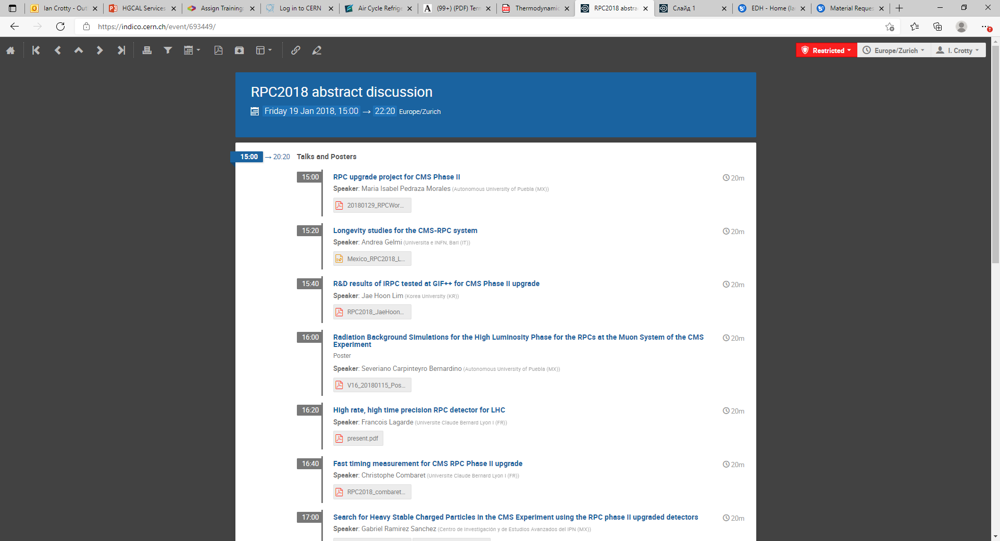 Ian Crotty - Out
HGCAL Services
Assign Training
Log in to CERN
Air Cycle Refrige
(99+) (PDF) Ter
Thermodynamic
RPC2018 abstra
Слайд 1
EDH - Home (Ia
Material Reques
https://indico.cern.ch/event/693449/
Restricted
Europe/Zurich
I. Crotty
RPC2018 abstract discussion
Friday 19 Jan 2018, 15:00 → 22:20 Europe/Zurich
15:00 → 20:20 Talks and Posters
15:00 RPC upgrade project for CMS Phase II 20m
Speaker: Maria Isabel Pedraza Morales (Autonomous University of Puebla (MX))
20180129_RPCWor...
15:20 Longevity studies for the CMS-RPC system 20m
Speaker: Andrea Gelmi (Universita e INFN, Bari (IT))
Mexico_RPC2018_L...
15:40 R&D results of iRPC tested at GIF++ for CMS Phase II upgrade 20m
Speaker: Jae Hoon Lim (Korea University (KR))
RPC2018_JaeHoon...
16:00 Radiation Background Simulations for the High Luminosity Phase for the RPCs at the Muon System of the CMS 20m
Experiment
Poster
Speaker: Severiano Carpinteyro Bernardino (Autonomous University of Puebla (MX))
V16_20180115_Pos...
16:20 High rate, high time precision RPC detector for LHC 20m
Speaker: Francois Lagarde (Universite Claude Bernard Lyon I (FR))
present.pdf
16:40 Fast timing measurement for CMS RPC Phase II upgrade 20m
Speaker: Christophe Combaret (Universite Claude Bernard Lyon I (FR))
RPC2018_combaret...
17:00 Search for Heavy Stable Charged Particles in the CMS Experiment using the RPC phase II upgraded detectors 20m
Speaker: Gabriel Ramirez Sanchez (Centro de Investigación y de Estudios Avanzados del IPN (MX))